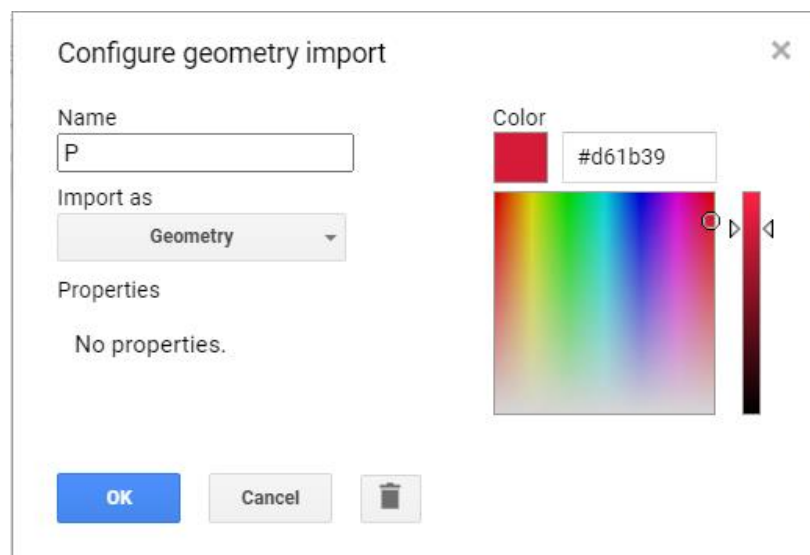 Configure geometry import
Name
P
Import as
Geometry
Properties
No properties.
Color
#d61b39
OK
Cancel